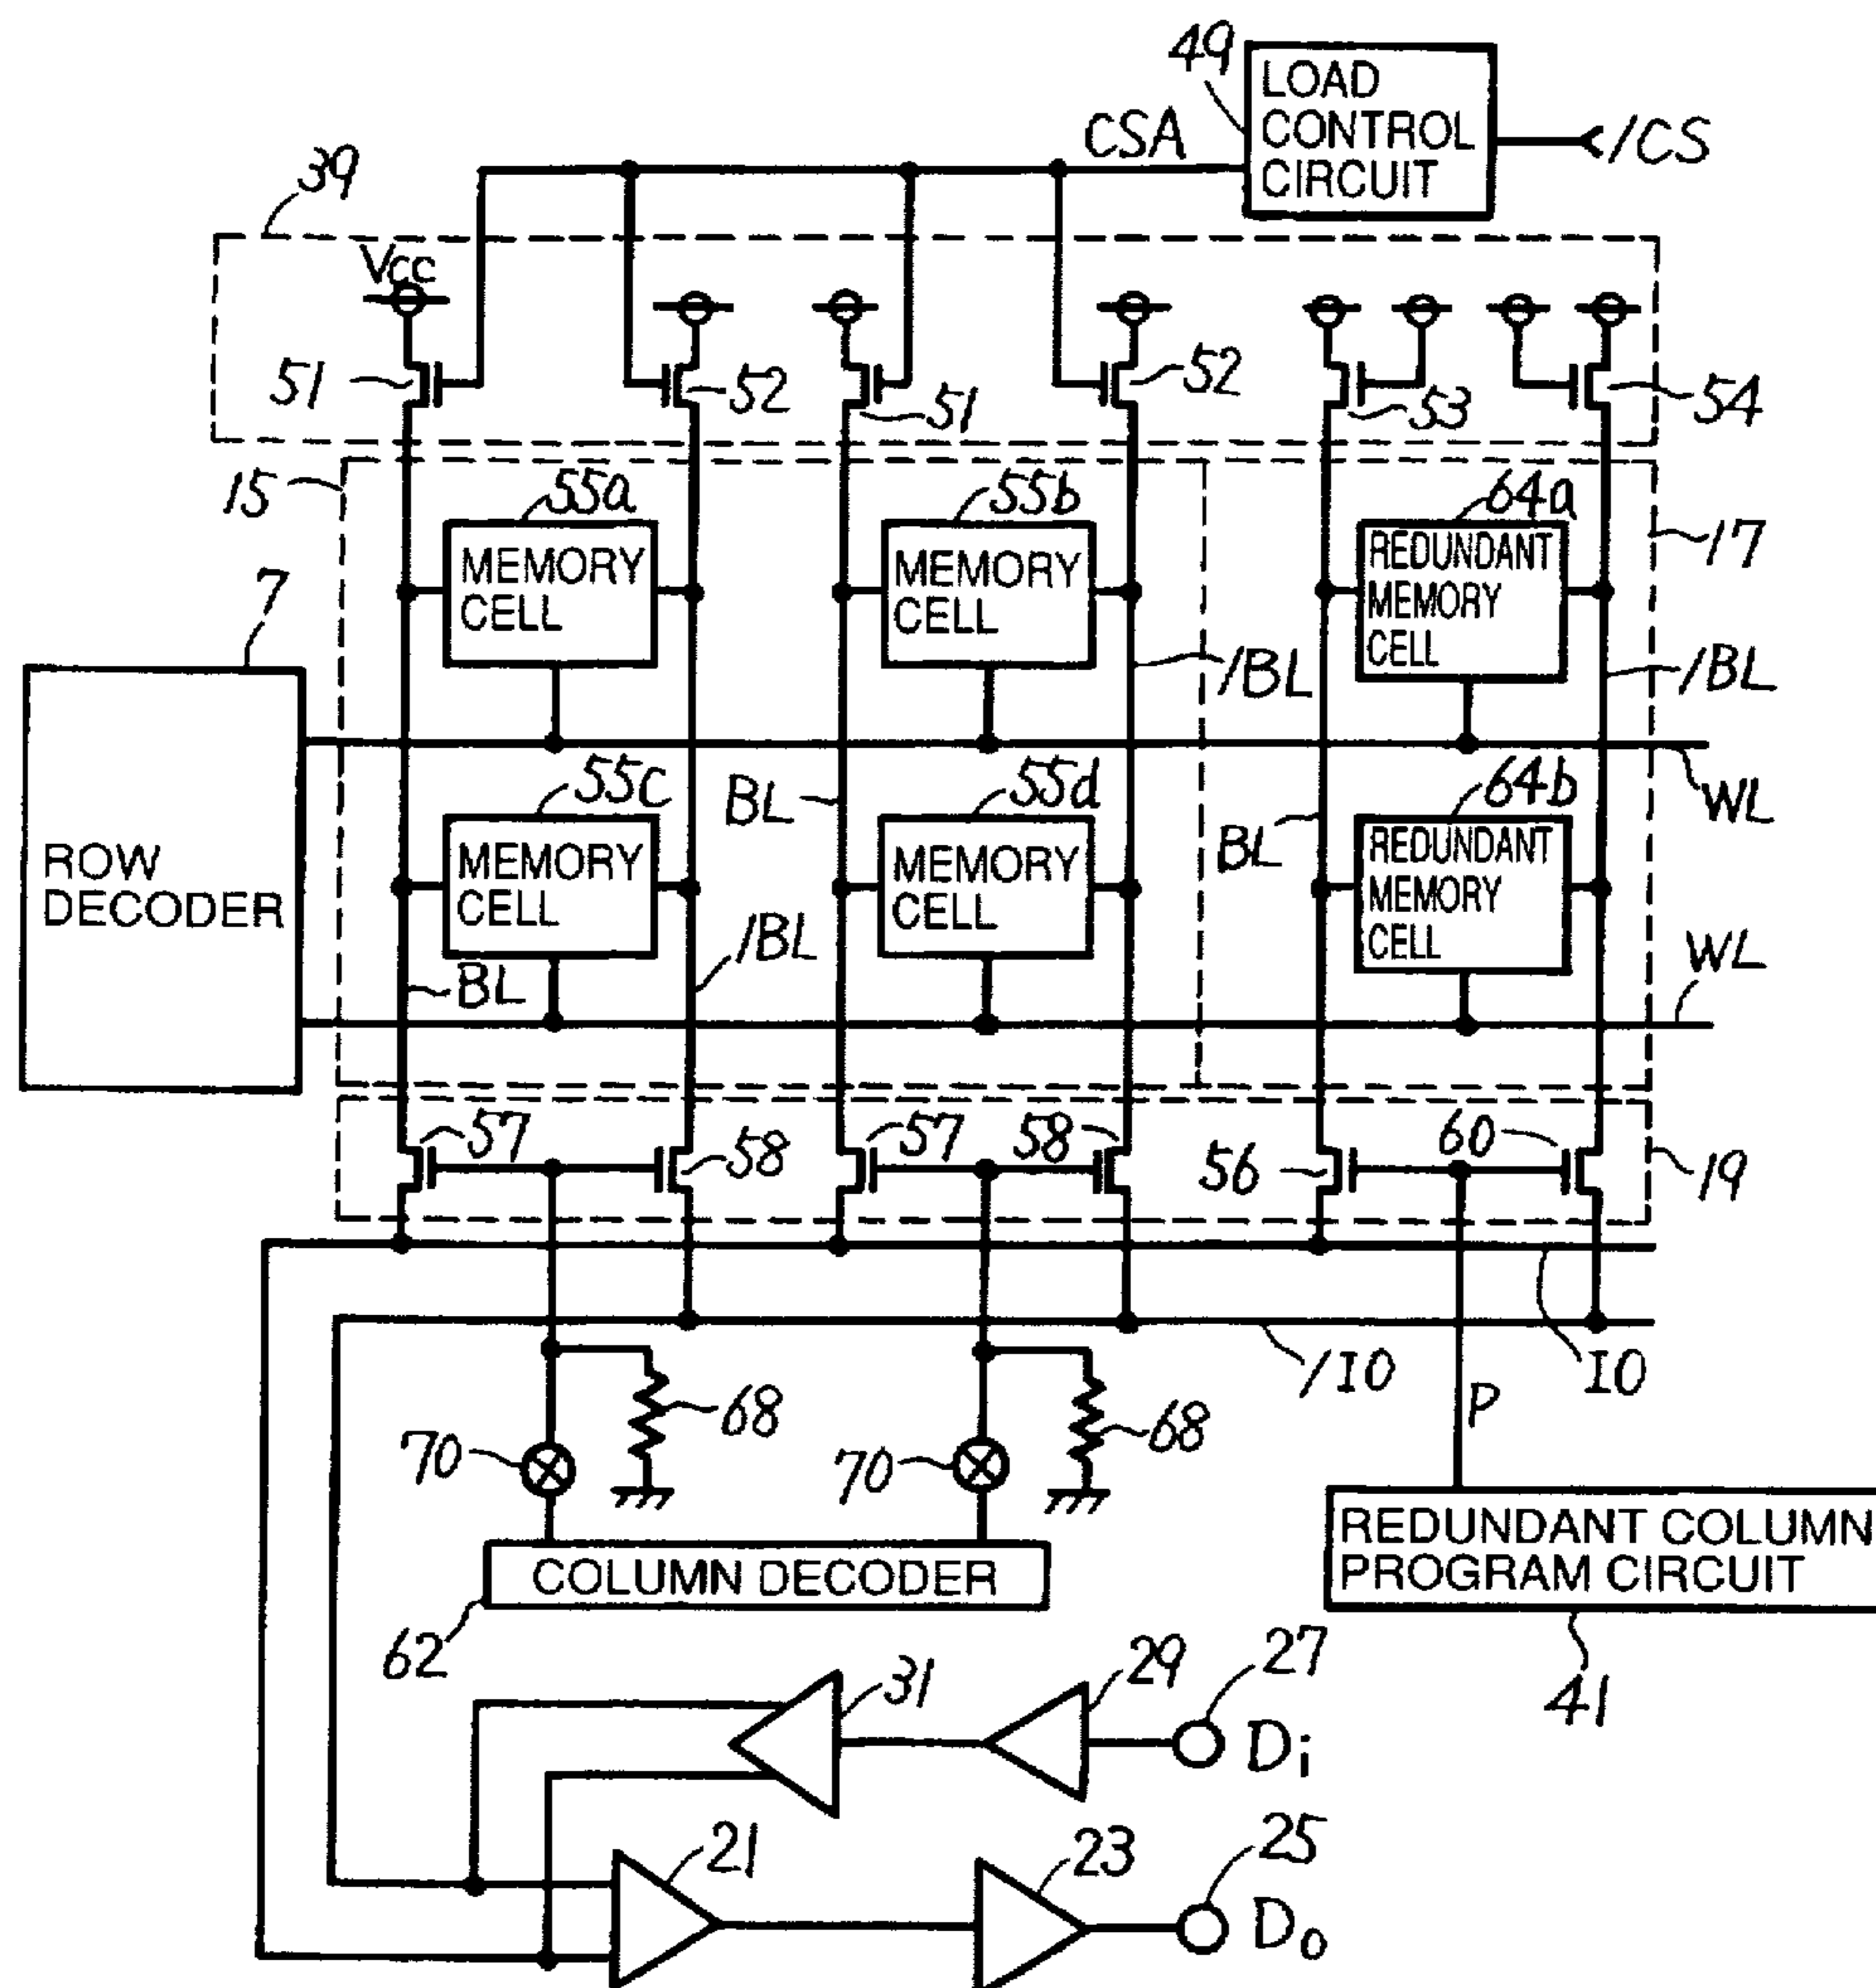 49
LOAD
CONTROL
CIRCUIT
CSA
/CS
39
Vcc
51
52
51
52
53
54
15
55a
55b
64a
17
MEMORY
CELL
MEMORY
CELL
REDUNDANT
MEMORY
CELL
7
/BL
/BL
55c
BL
55d
64b
WL
BL
ROW
DECODER
MEMORY
CELL
MEMORY
CELL
REDUNDANT
MEMORY
CELL
/BL
WL
BL
57
58
57
58
56
60
19
/IO
IO
P
68
68
70
70
COLUMN DECODER
REDUNDANT COLUMN
PROGRAM CIRCUIT
62
41
31
29
27
Di
21
23
25
Do